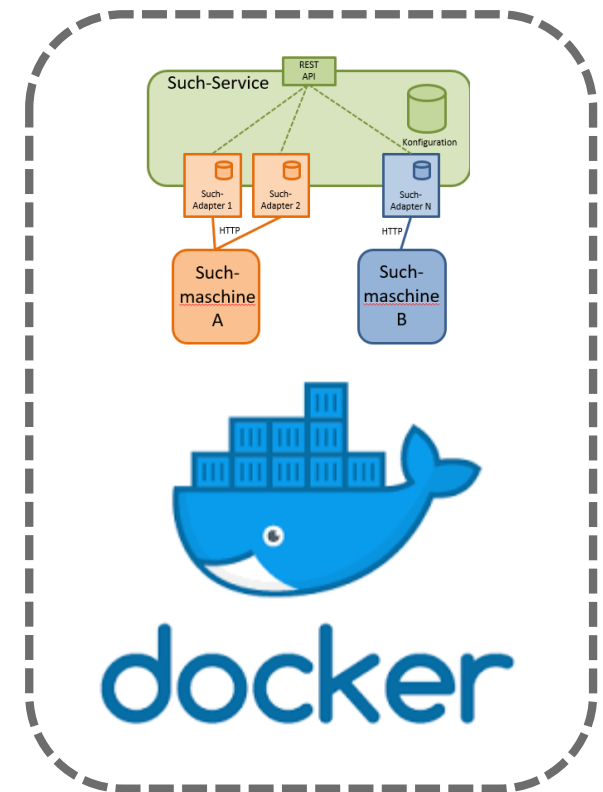 REST
API
Such-Service
Konfiguration
Such-
Adapter 1
Such-
Adapter 2
Such-
Adapter N
HTTP
HTTP
Such-
maschine
A
Such-
maschine
B
docker